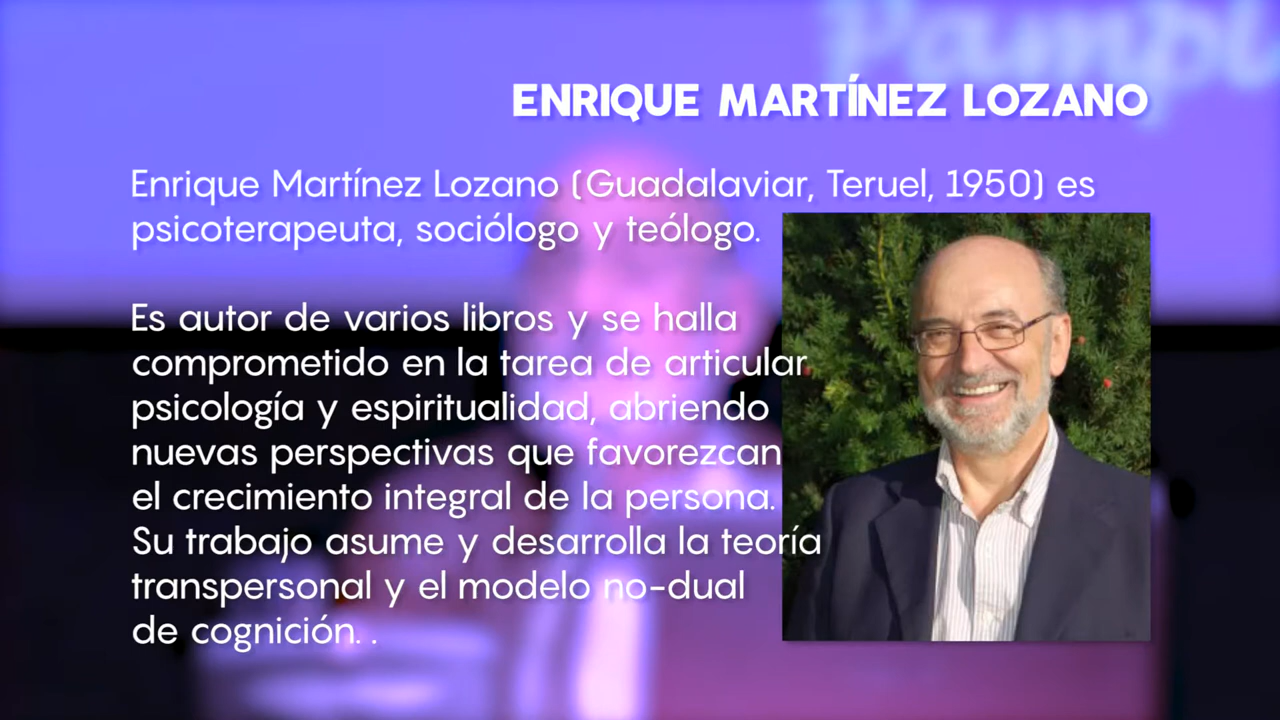 ENRIQUE MARTÍNEZ LOZANO
Enrique Martínez Lozano (Guadalaviar, Teruel, 1950) es
psicoterapeuta, sociólogo y teólogo.
Es autor de varios libros y se halla
comprometido en la tarea de articular
psicología y espiritualidad, abriendo
nuevas perspectivas que favorezcan
el crecimiento integral de la persona.
Su trabajo asume y desarrolla la teoría
transpersonal y el modelo no-dual
de cognición. .